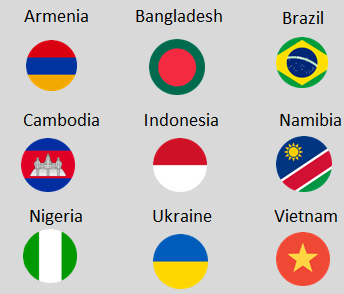 Armenia Bangladesh Brazil
Cambodia Indonesia Namibia
Nigeria Ukraine Vietnam